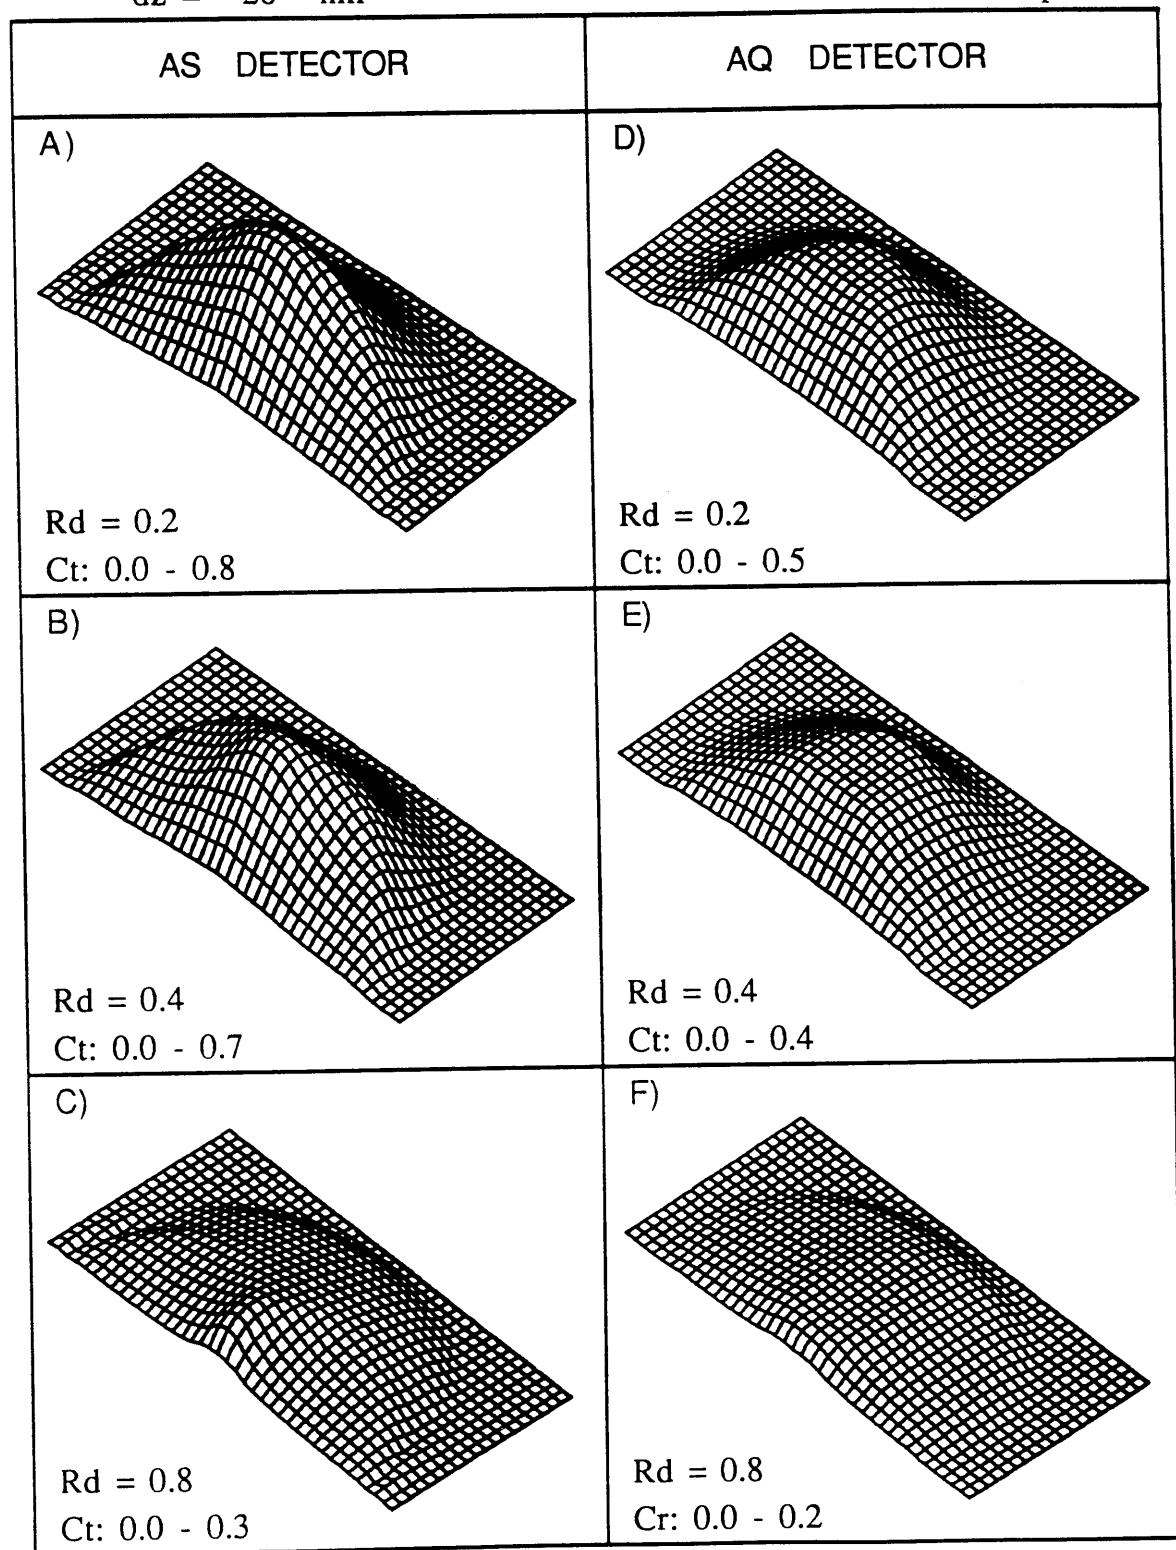 AS DETECTOR
AQ DETECTOR
A)
Rd = 0.2
Ct: 0.0 - 0.8
D)
Rd = 0.2
Ct: 0.0 - 0.5
B)
Rd = 0.4
Ct: 0.0 - 0.7
E)
Rd = 0.4
Ct: 0.0 - 0.4
C)
Rd = 0.8
Ct: 0.0 - 0.3
F)
Rd = 0.8
Cr: 0.0 - 0.2